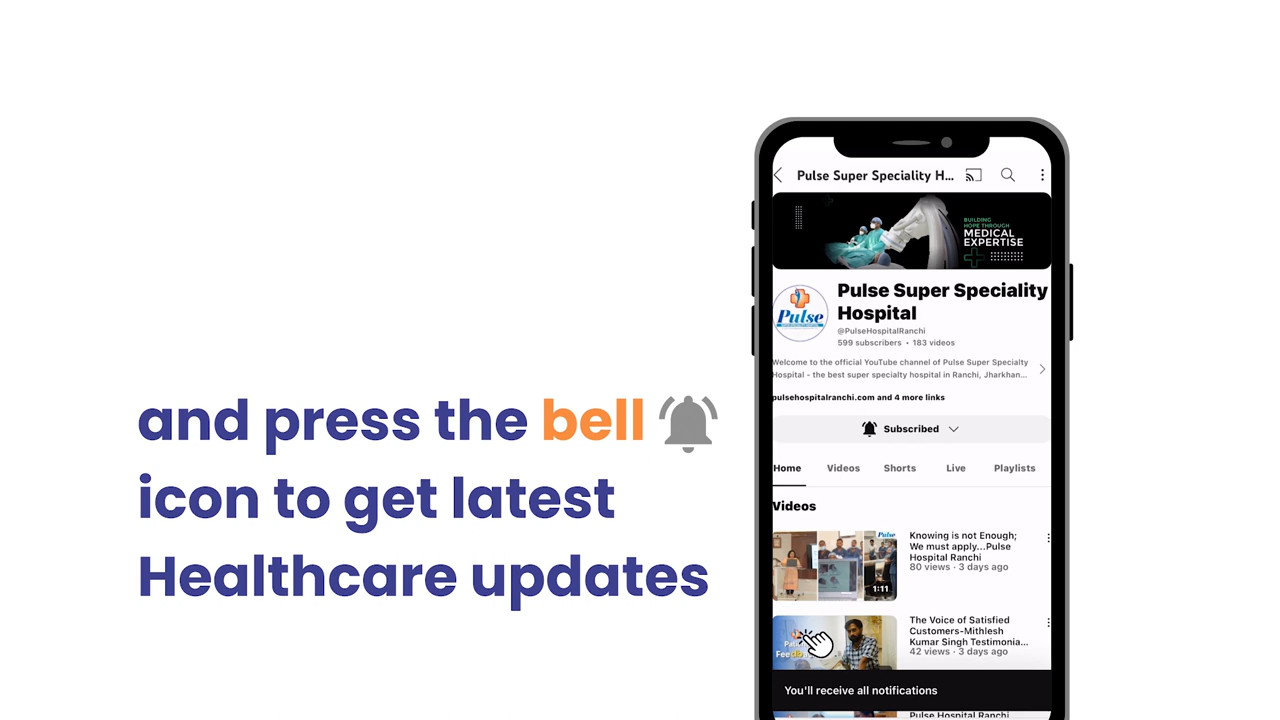 and press the bell
icon to get latest
Healthcare updates
Pulse Super Speciality H...
BUILDING
HOPE THROUGH
MEDICAL
EXPERTISE
Pulse
Pulse Super Speciality
Hospital
@PulseHospitalRanchi
599 subscribers • 183 videos
Welcome to the official YouTube channel of Pulse Super Specialty
Hospital - the best super specialty hospital in Ranchi, Jharkhan...
pulsehospitalranchi.com and 4 more links
Subscribed
Home Videos Shorts Live Playlists
Videos
Pulse
1:11
Knowing is not Enough;
We must apply...Pulse
Hospital Ranchi
80 views · 3 days ago
The Voice of Satisfied
Customers-Mithlesh
Kumar Singh Testimonia...
42 views · 3 days ago
You'll receive all notifications
Pulse Hospital Ranchi